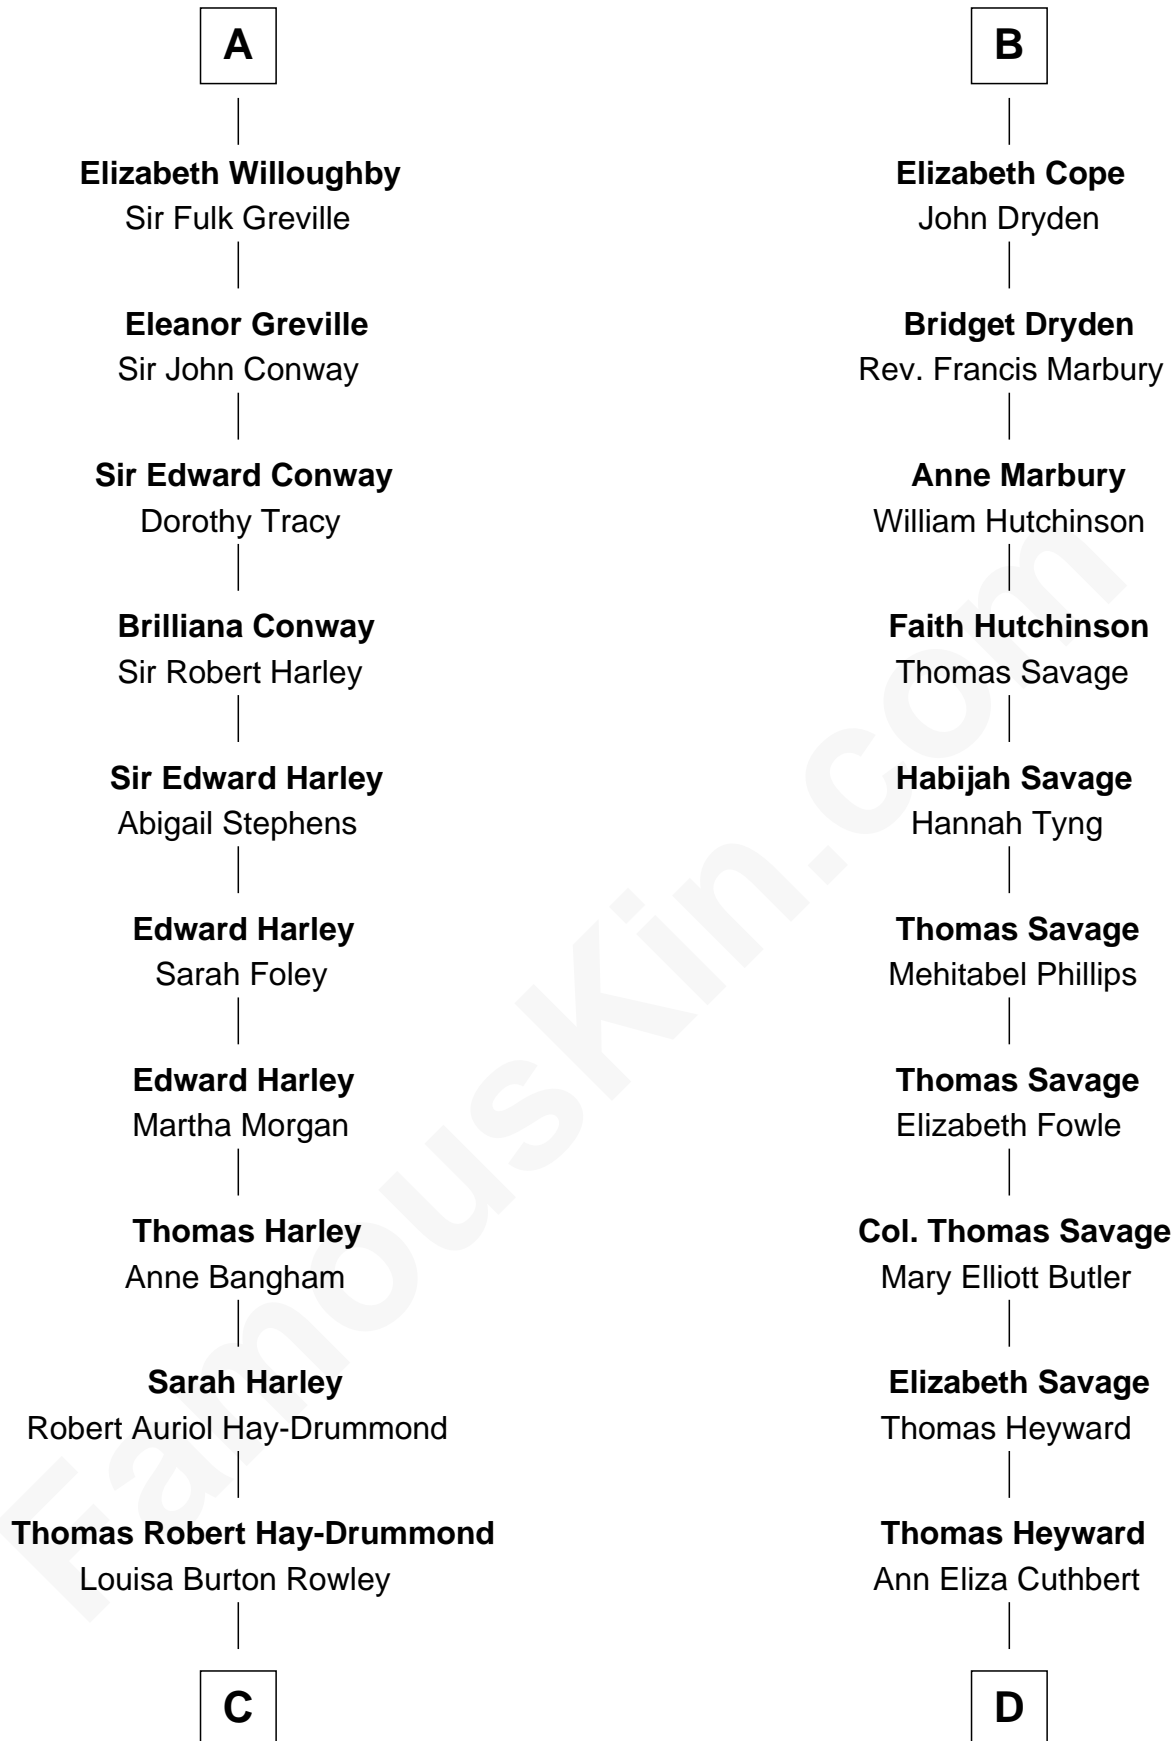 A
Elizabeth Willoughby
Sir Fulk Greville
Eleanor Greville
Sir John Conway
Sir Edward Conway
Dorothy Tracy
Brilliana Conway
Sir Robert Harley
Sir Edward Harley
Abigail Stephens
Edward Harley
Sarah Foley
Edward Harley
Martha Morgan
Thomas Harley
Anne Bangham
Sarah Harley
Robert Auriol Hay-Drummond
Thomas Robert Hay-Drummond
Louisa Burton Rowley
C
B
Elizabeth Cope
John Dryden
Bridget Dryden
Rev. Francis Marbury
Anne Marbury
William Hutchinson
Faith Hutchinson
Thomas Savage
Habijah Savage
Hannah Tyng
Thomas Savage
Mehitabel Phillips
Thomas Savage
Elizabeth Fowle
Col. Thomas Savage
Mary Elliott Butler
Elizabeth Savage
Thomas Heyward
Thomas Heyward
Ann Eliza Cuthbert
D
FamousKin.com